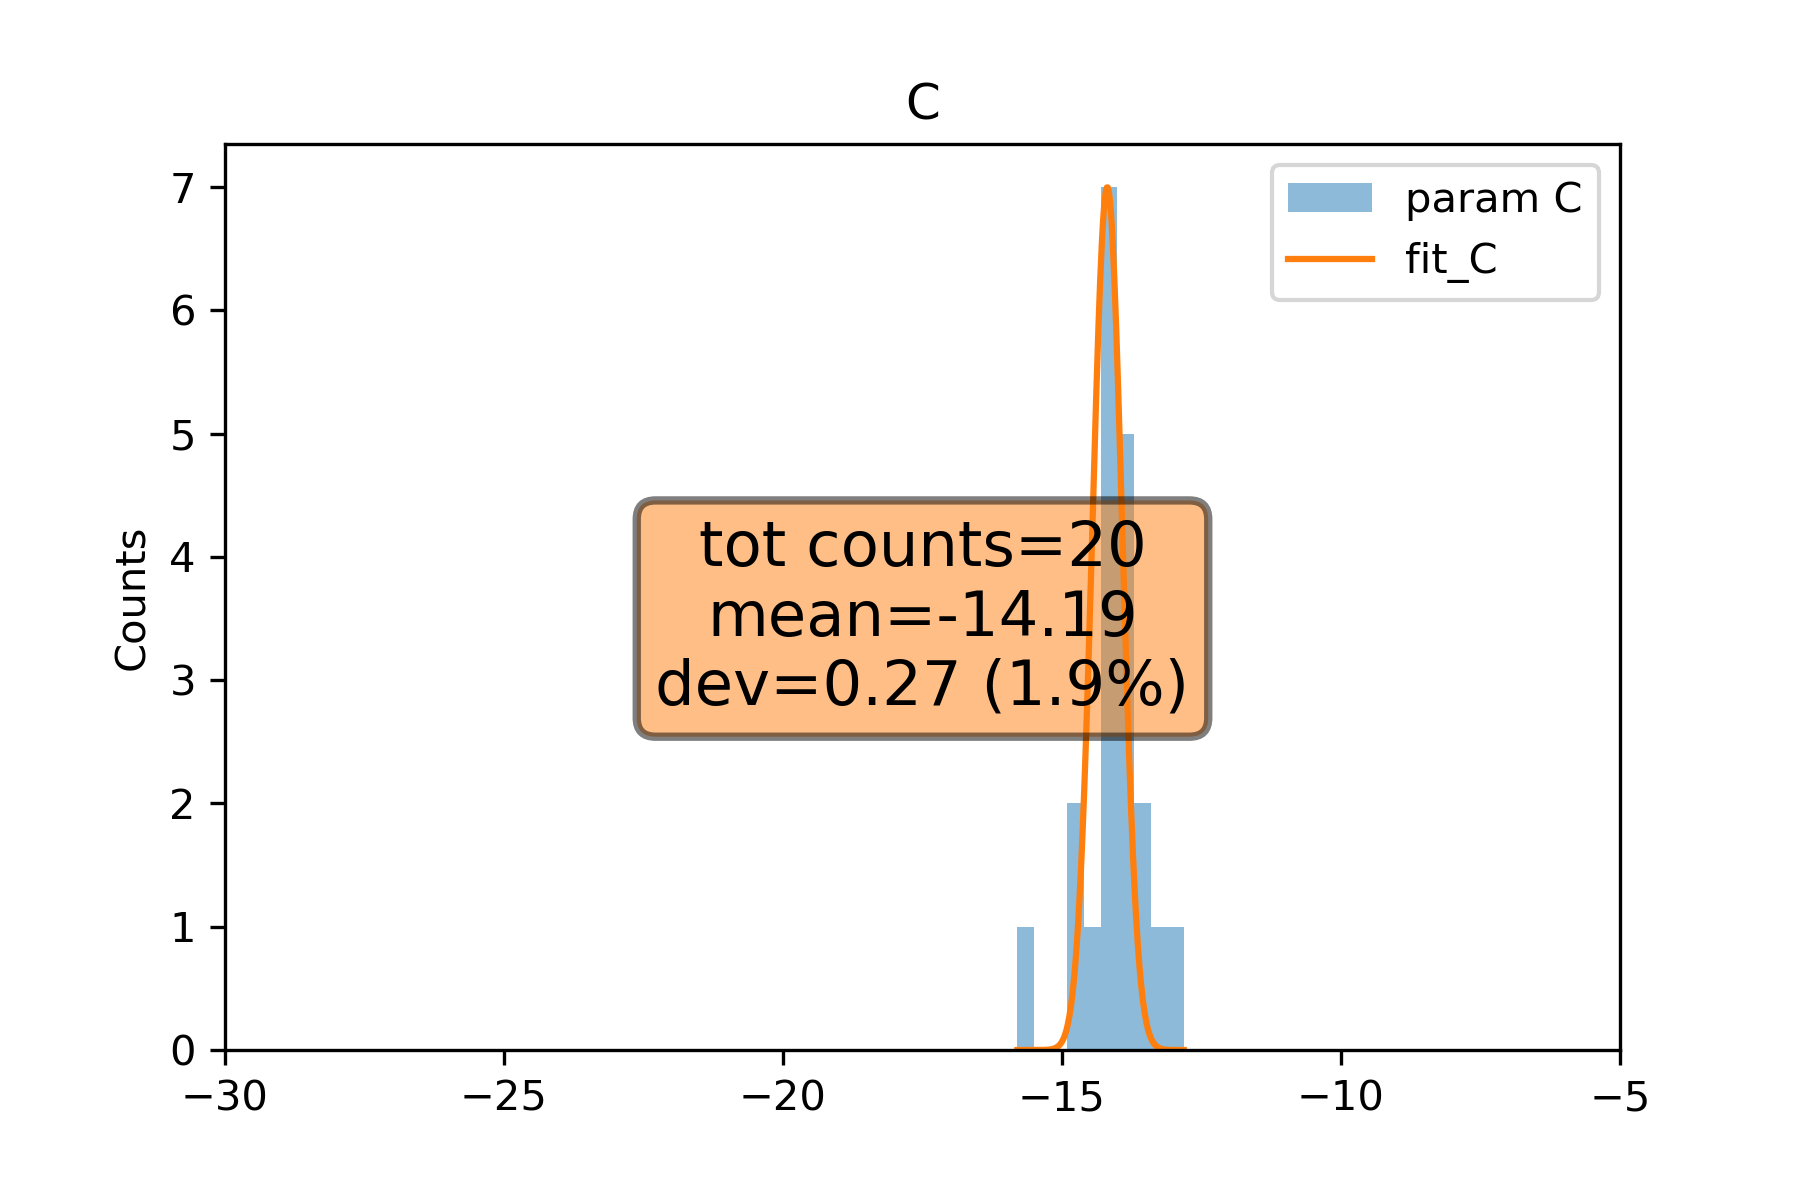 C
param C
fit_C
7
6
5
4
3
2
1
0
Counts
tot counts=20
mean=-14.19
dev=0.27 (1.9%)
−30
−25
−20
−15
−10
−5